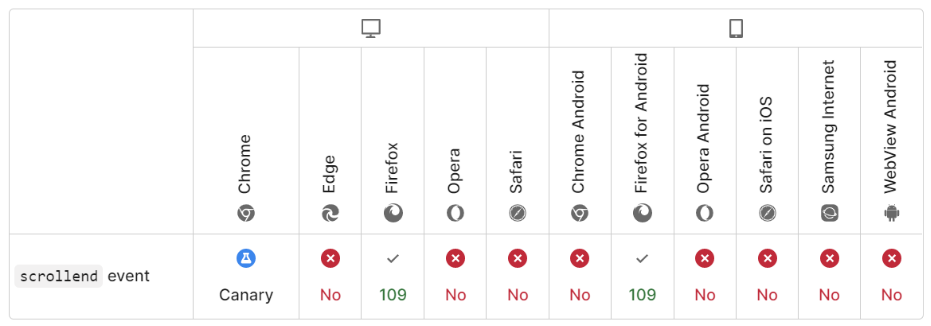 Chrome
Edge
Firefox
Opera
Safari
Chrome Android
Firefox for Android
Opera Android
Safari on iOS
Samsung Internet
WebView Android
scrollend event
Canary No 109 No No No 109 No No No No